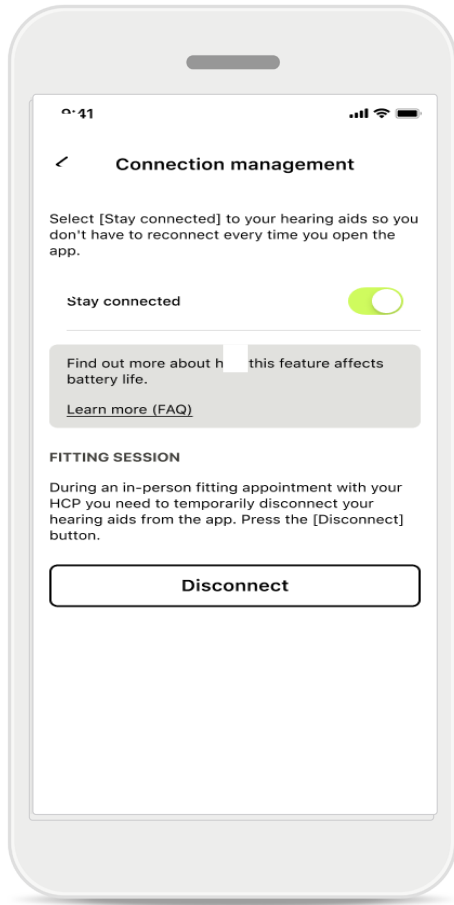 Connection management
Select [Stay connected] to your hearing aids so you
don't have to reconnect every time you open the
app.
Stay connected
Find out more about this feature affects
battery life.
Learn more (FAQ)
FITTING SESSION
During an in-person fitting appointment with your
HCP you need to temporarily disconnect your
hearing aids from the app. Press the [Disconnect]
button.
Disconnect